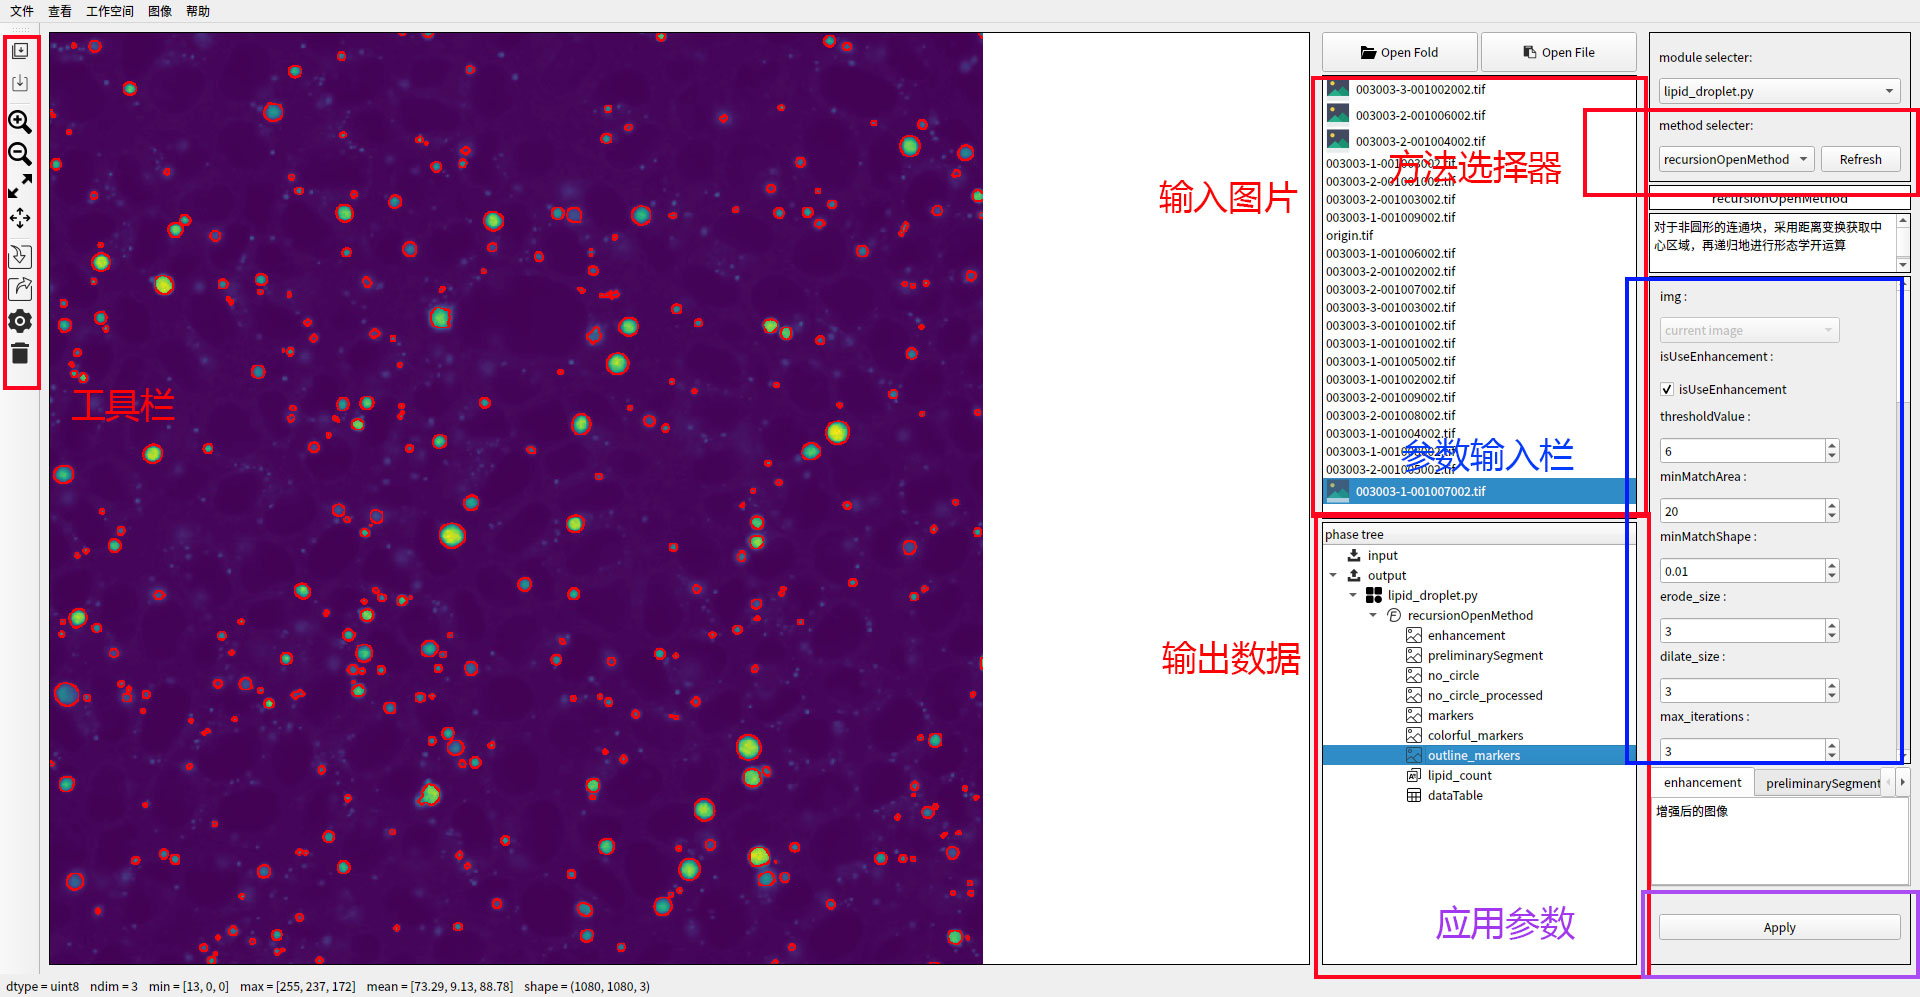 文件 查看 工作空间 图像 帮助
工具栏
输入图片
输出数据
Open Fold Open File
003003-3-001002002.tif
003003-2-001006002.tif
003003-2-001004002.tif
003003-1-001003002.tif
方法选择器
003003-2-001001002.tif
003003-2-001003002.tif
003003-1-001009002.tif
origin.tif
003003-1-001006002.tif
003003-2-001002002.tif
003003-2-001007002.tif
003003-3-001003002.tif
003003-3-001001002.tif
003003-1-001001002.tif
003003-1-001005002.tif
003003-1-001002002.tif
003003-2-001009002.tif
003003-2-001008002.tif
003003-1-001004002.tif
参数输入栏
003003-2-001005002.tif
003003-1-001007002.tif
phase tree
input
output
lipid_droplet.py
recursionOpenMethod
enhancement
preliminarySegment
no_circle
no_circle_processed
markers
colorful_markers
outline_markers
lipid_count
dataTable
应用参数
module selecter:
lipid_droplet.py
method selecter:
recursionOpenMethod Refresh
recursionOpenMethod
对于非圆形的连通块，采用距离变换获取中
心区域，再递归地进行形态学开运算
img :
current image
isUseEnhancement :
isUseEnhancement
thresholdValue :
6
minMatchArea :
20
minMatchShape :
0.01
erode_size :
3
dilate_size :
3
max_iterations :
3
enhancement preliminarySegment
增强后的图像
Apply
dtype = uint8 ndim = 3 min = [13, 0, 0] max = [255, 237, 172] mean = [73.29, 9.13, 88.78] shape = (1080, 1080, 3)